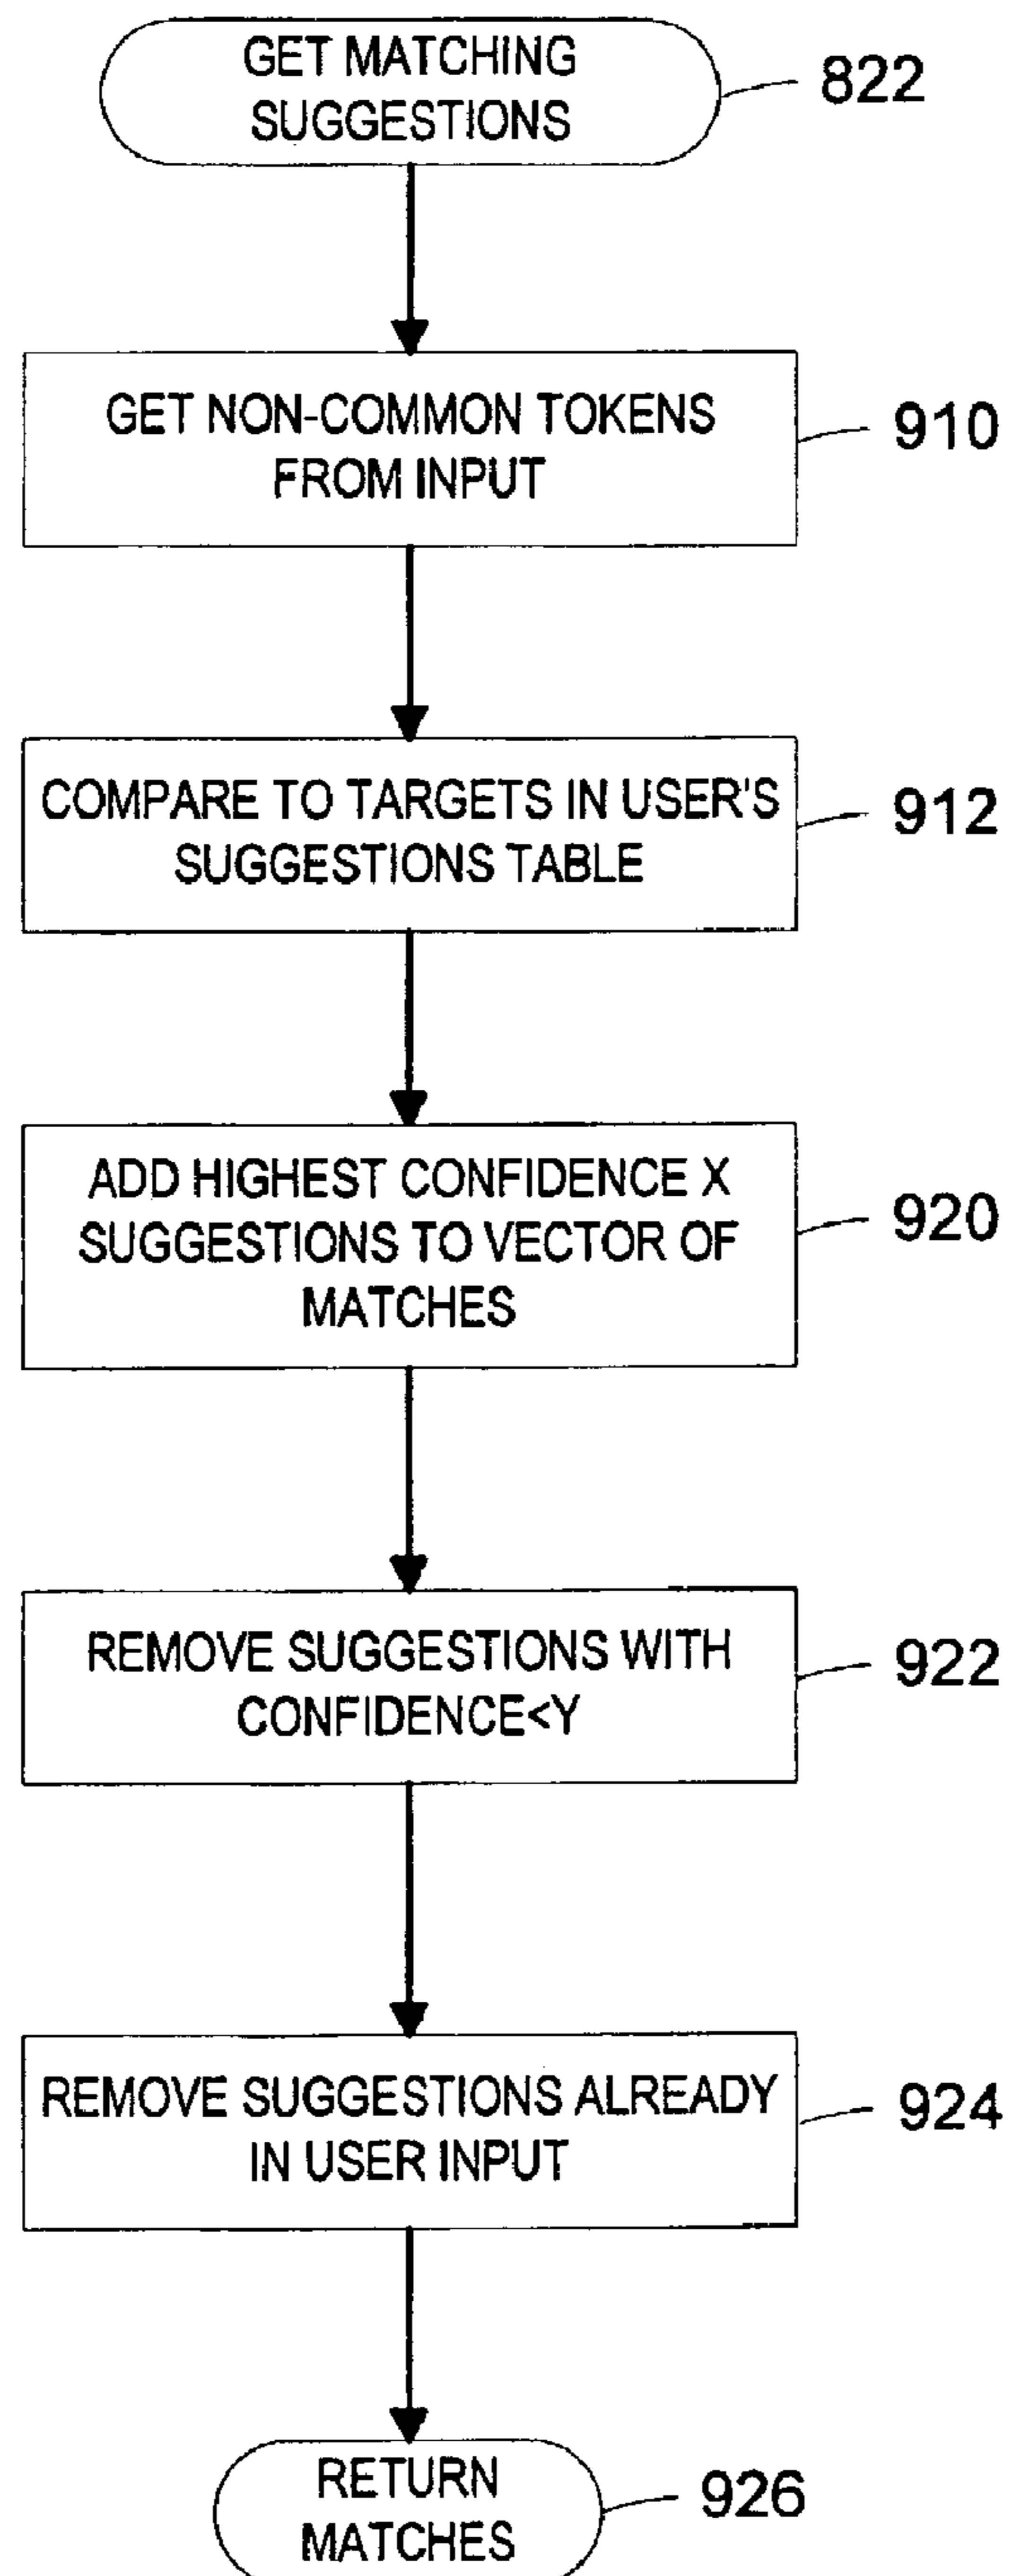 GET MATCHING
SUGGESTIONS
822
GET NON-COMMON TOKENS
FROM INPUT
910
COMPARE TO TARGETS IN USER'S
SUGGESTIONS TABLE
912
ADD HIGHEST CONFIDENCE X
SUGGESTIONS TO VECTOR OF
MATCHES
920
REMOVE SUGGESTIONS WITH
CONFIDENCE<Y
922
REMOVE SUGGESTIONS ALREADY
IN USER INPUT
924
RETURN
MATCHES
926